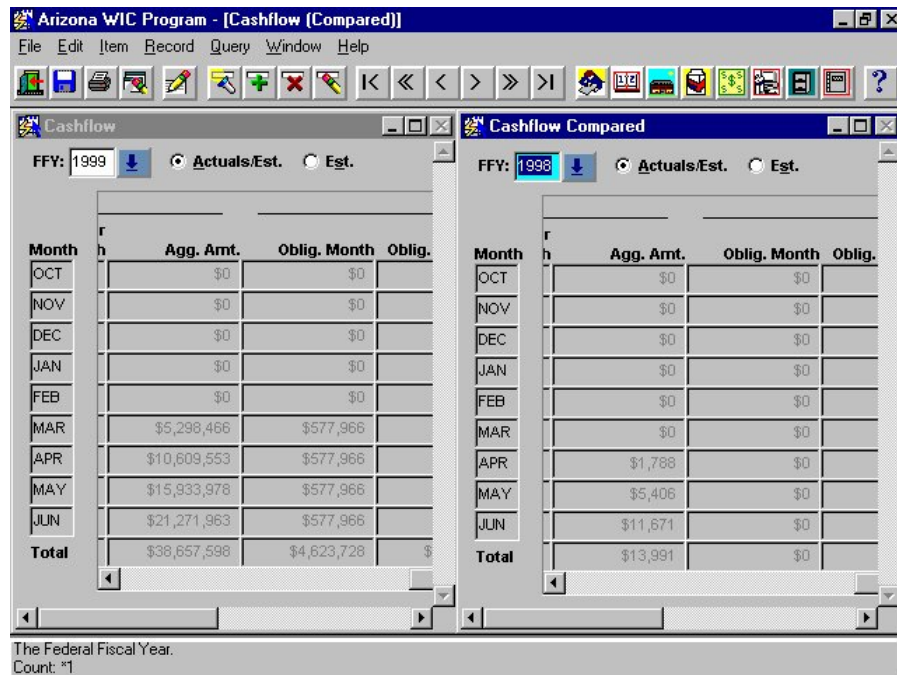 Arizona WIC Program - [Cashflow (Compared)]
File Edit Item Record Query Window Help
Cashflow
FFY: 1999 Actuals/Est. Est.
r
Month h Agg. Amt. Oblig. Month Oblig.
OCT $0 $0
NOV $0 $0
DEC $0 $0
JAN $0 $0
FEB $0 $0
MAR $5,298,466 $577,966
APR $10,609,553 $577,966
MAY $15,933,978 $577,966
JUN $21,271,963 $577,966
Total $38,657,598 $4,623,728 $
Cashflow Compared
FFY: 1998 Actuals/Est. Est.
r
Month h Agg. Amt. Oblig. Month Oblig.
OCT $0 $0
NOV $0 $0
DEC $0 $0
JAN $0 $0
FEB $0 $0
MAR $0 $0
APR $1,788 $0
MAY $5,406 $0
JUN $11,671 $0
Total $13,991 $0
The Federal Fiscal Year.
Count: *1